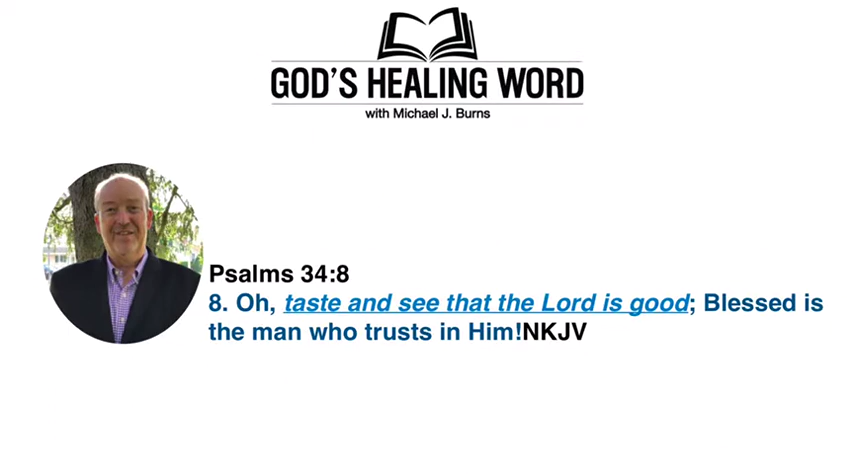 GOD'S HEALING WORD
with Michael J. Burns
Psalms 34:8
8. Oh, taste and see that the Lord is good; Blessed is
the man who trusts in Him!NKJV